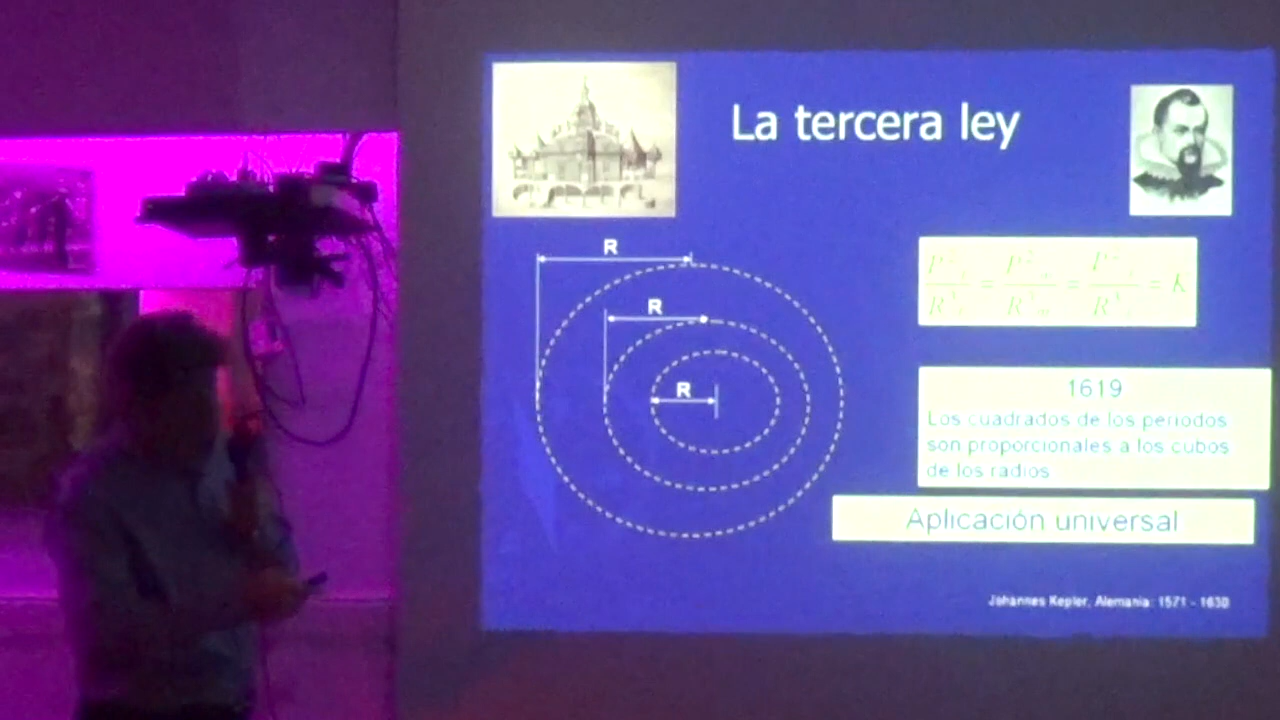 La tercera ley
R
R
R
= = = K
1619
Los cuadrados de los periodos
son proporcionales a los cubos
de los radios
Aplicación universal
Johannes Kepler, Alemania: 1571 - 1630